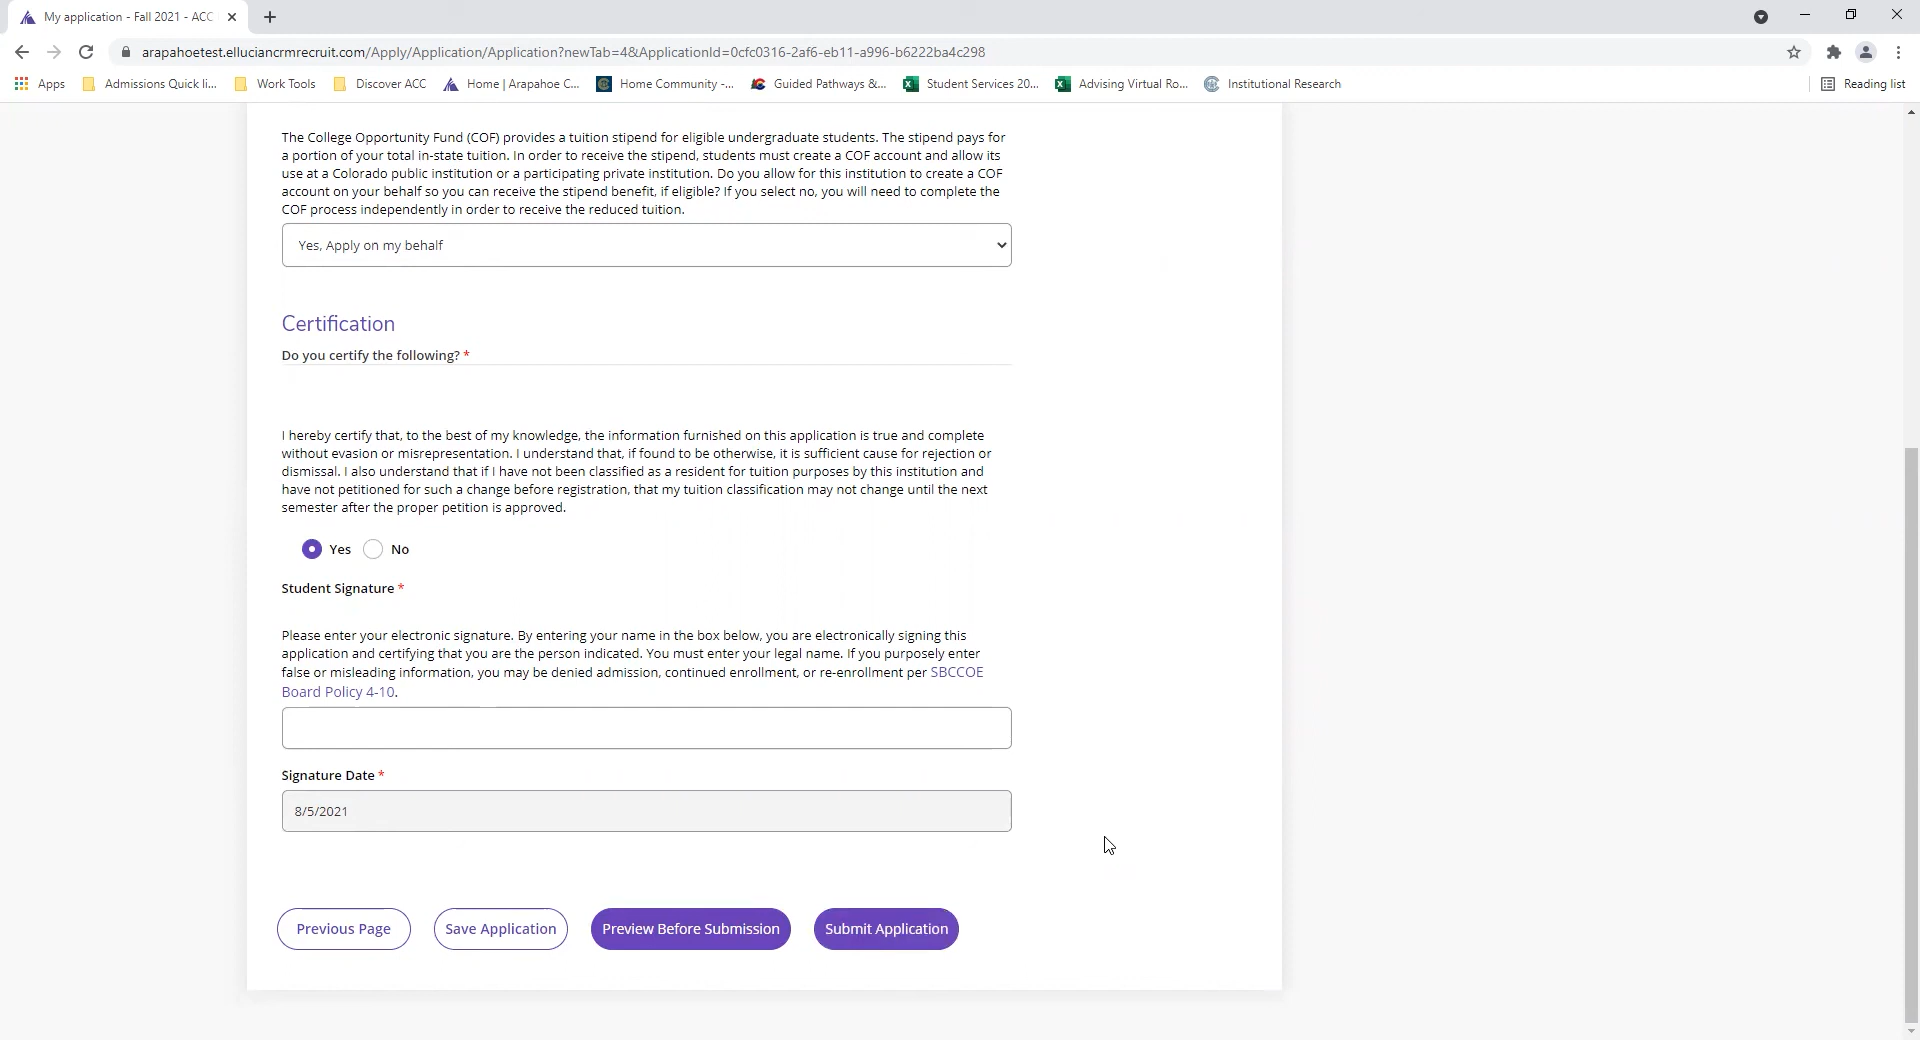 My application - Fall 2021 - ACC
arapahoetest.elluciancrmrecruit.com/Apply/Application/Application?newTab=4&ApplicationId=0cfc0316-2af6-eb11-a996-b6222ba4c298
Apps Admissions Quick li... Work Tools Discover ACC Home | Arapahoe C... Home Community -... Guided Pathways &... Student Services 20... Advising Virtual Ro... Institutional Research Reading list
The College Opportunity Fund (COF) provides a tuition stipend for eligible undergraduate students. The stipend pays for
a portion of your total in-state tuition. In order to receive the stipend, students must create a COF account and allow its
use at a Colorado public institution or a participating private institution. Do you allow for this institution to create a COF
account on your behalf so you can receive the stipend benefit, if eligible? If you select no, you will need to complete the
COF process independently in order to receive the reduced tuition.
Yes, Apply on my behalf
Certification
Do you certify the following? *
I hereby certify that, to the best of my knowledge, the information furnished on this application is true and complete
without evasion or misrepresentation. I understand that, if found to be otherwise, it is sufficient cause for rejection or
dismissal. I also understand that if I have not been classified as a resident for tuition purposes by this institution and
have not petitioned for such a change before registration, that my tuition classification may not change until the next
semester after the proper petition is approved.
Yes No
Student Signature *
Please enter your electronic signature. By entering your name in the box below, you are electronically signing this
application and certifying that you are the person indicated. You must enter your legal name. If you purposely enter
false or misleading information, you may be denied admission, continued enrollment, or re-enrollment per SBCCOE
Board Policy 4-10.
Signature Date *
8/5/2021
Previous Page Save Application Preview Before Submission Submit Application